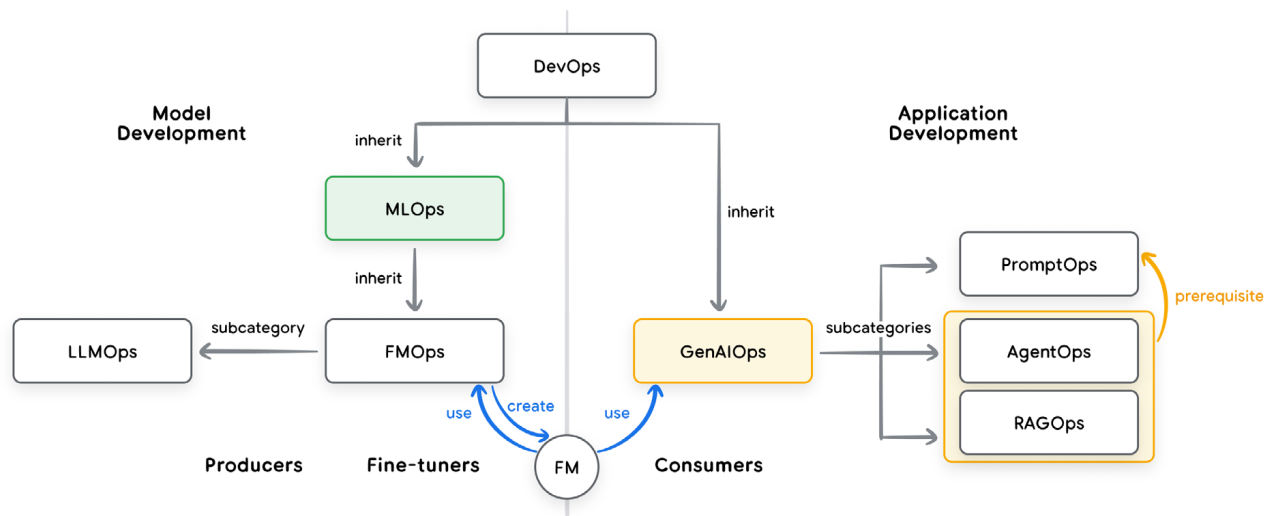 DevOps
Model
Development
Application
Development
inherit
MLOps
inherit
inherit
PromptOps
prerequisite
subcategory
subcategories
LLMOps
FMOps
GenAIOps
AgentOps
use
create
use
RAGOps
Producers
Fine-tuners
FM
Consumers